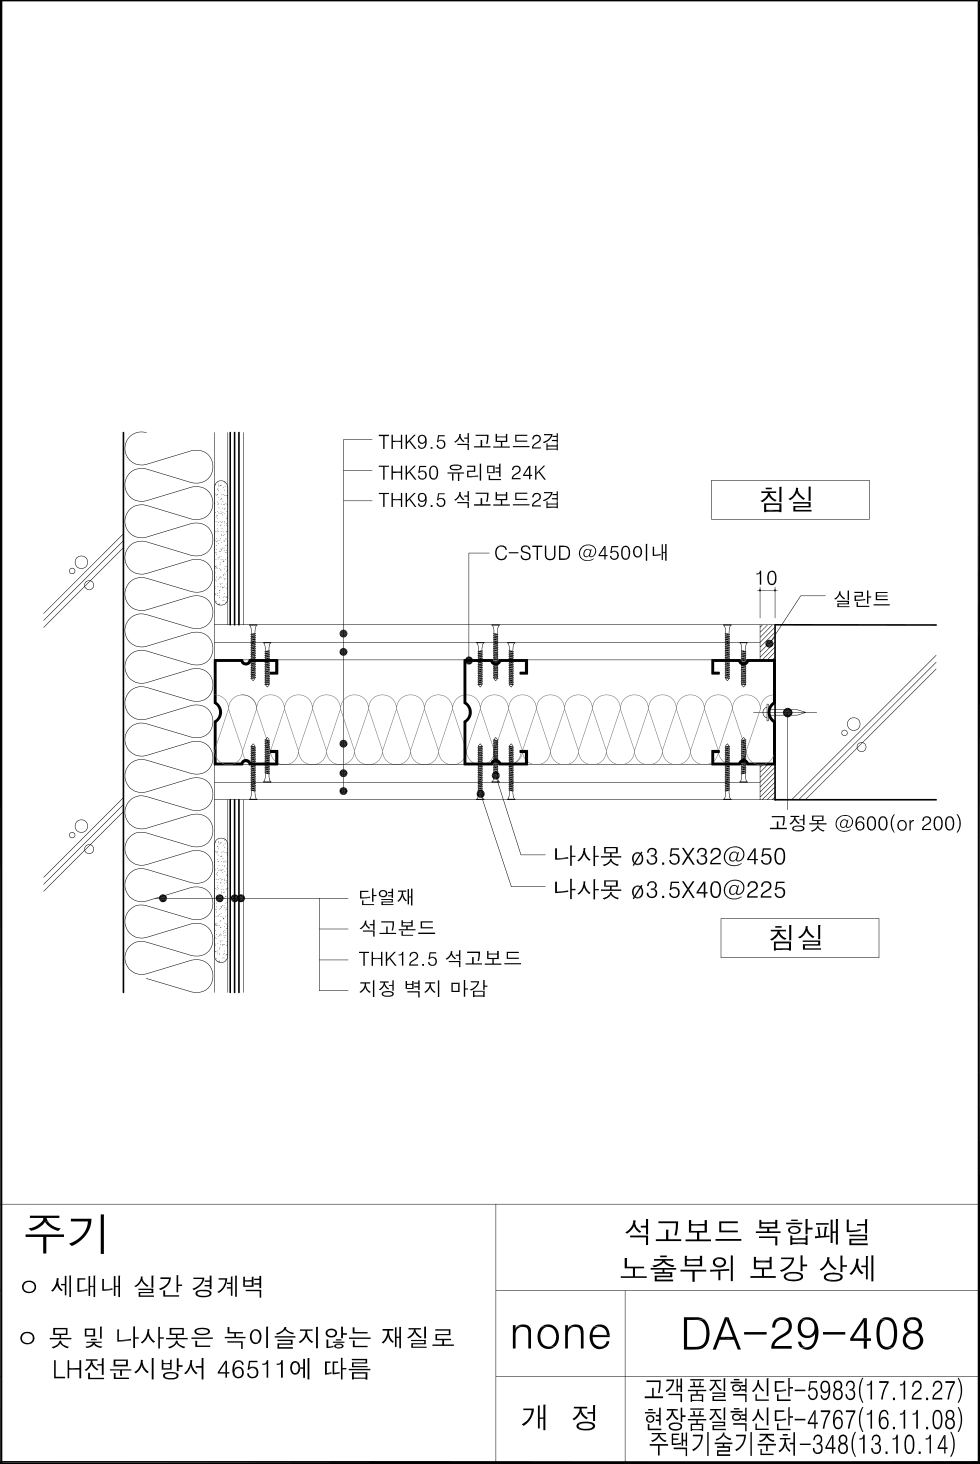 THK9.5 석고보드2겹
THK50 유리면 24K
THK9.5 석고보드2겹
침실
C-STUD @450이내
10
실란트
고정못 @600(or 200)
나사못 ø3.5X32@450
나사못 ø3.5X40@225
단열재
석고본드
THK12.5 석고보드
지정 벽지 마감
침실
주기
ㅇ 세대내 실간 경계벽
ㅇ 못 및 나사못은 녹이슬지않는 재질로
LH전문시방서 46511에 따름
석고보드 복합패널
노출부위 보강 상세
none
DA-29-408
개 정
고객품질혁신단-5983(17.12.27)
현장품질혁신단-4767(16.11.08)
주택기술기준처-348(13.10.14)